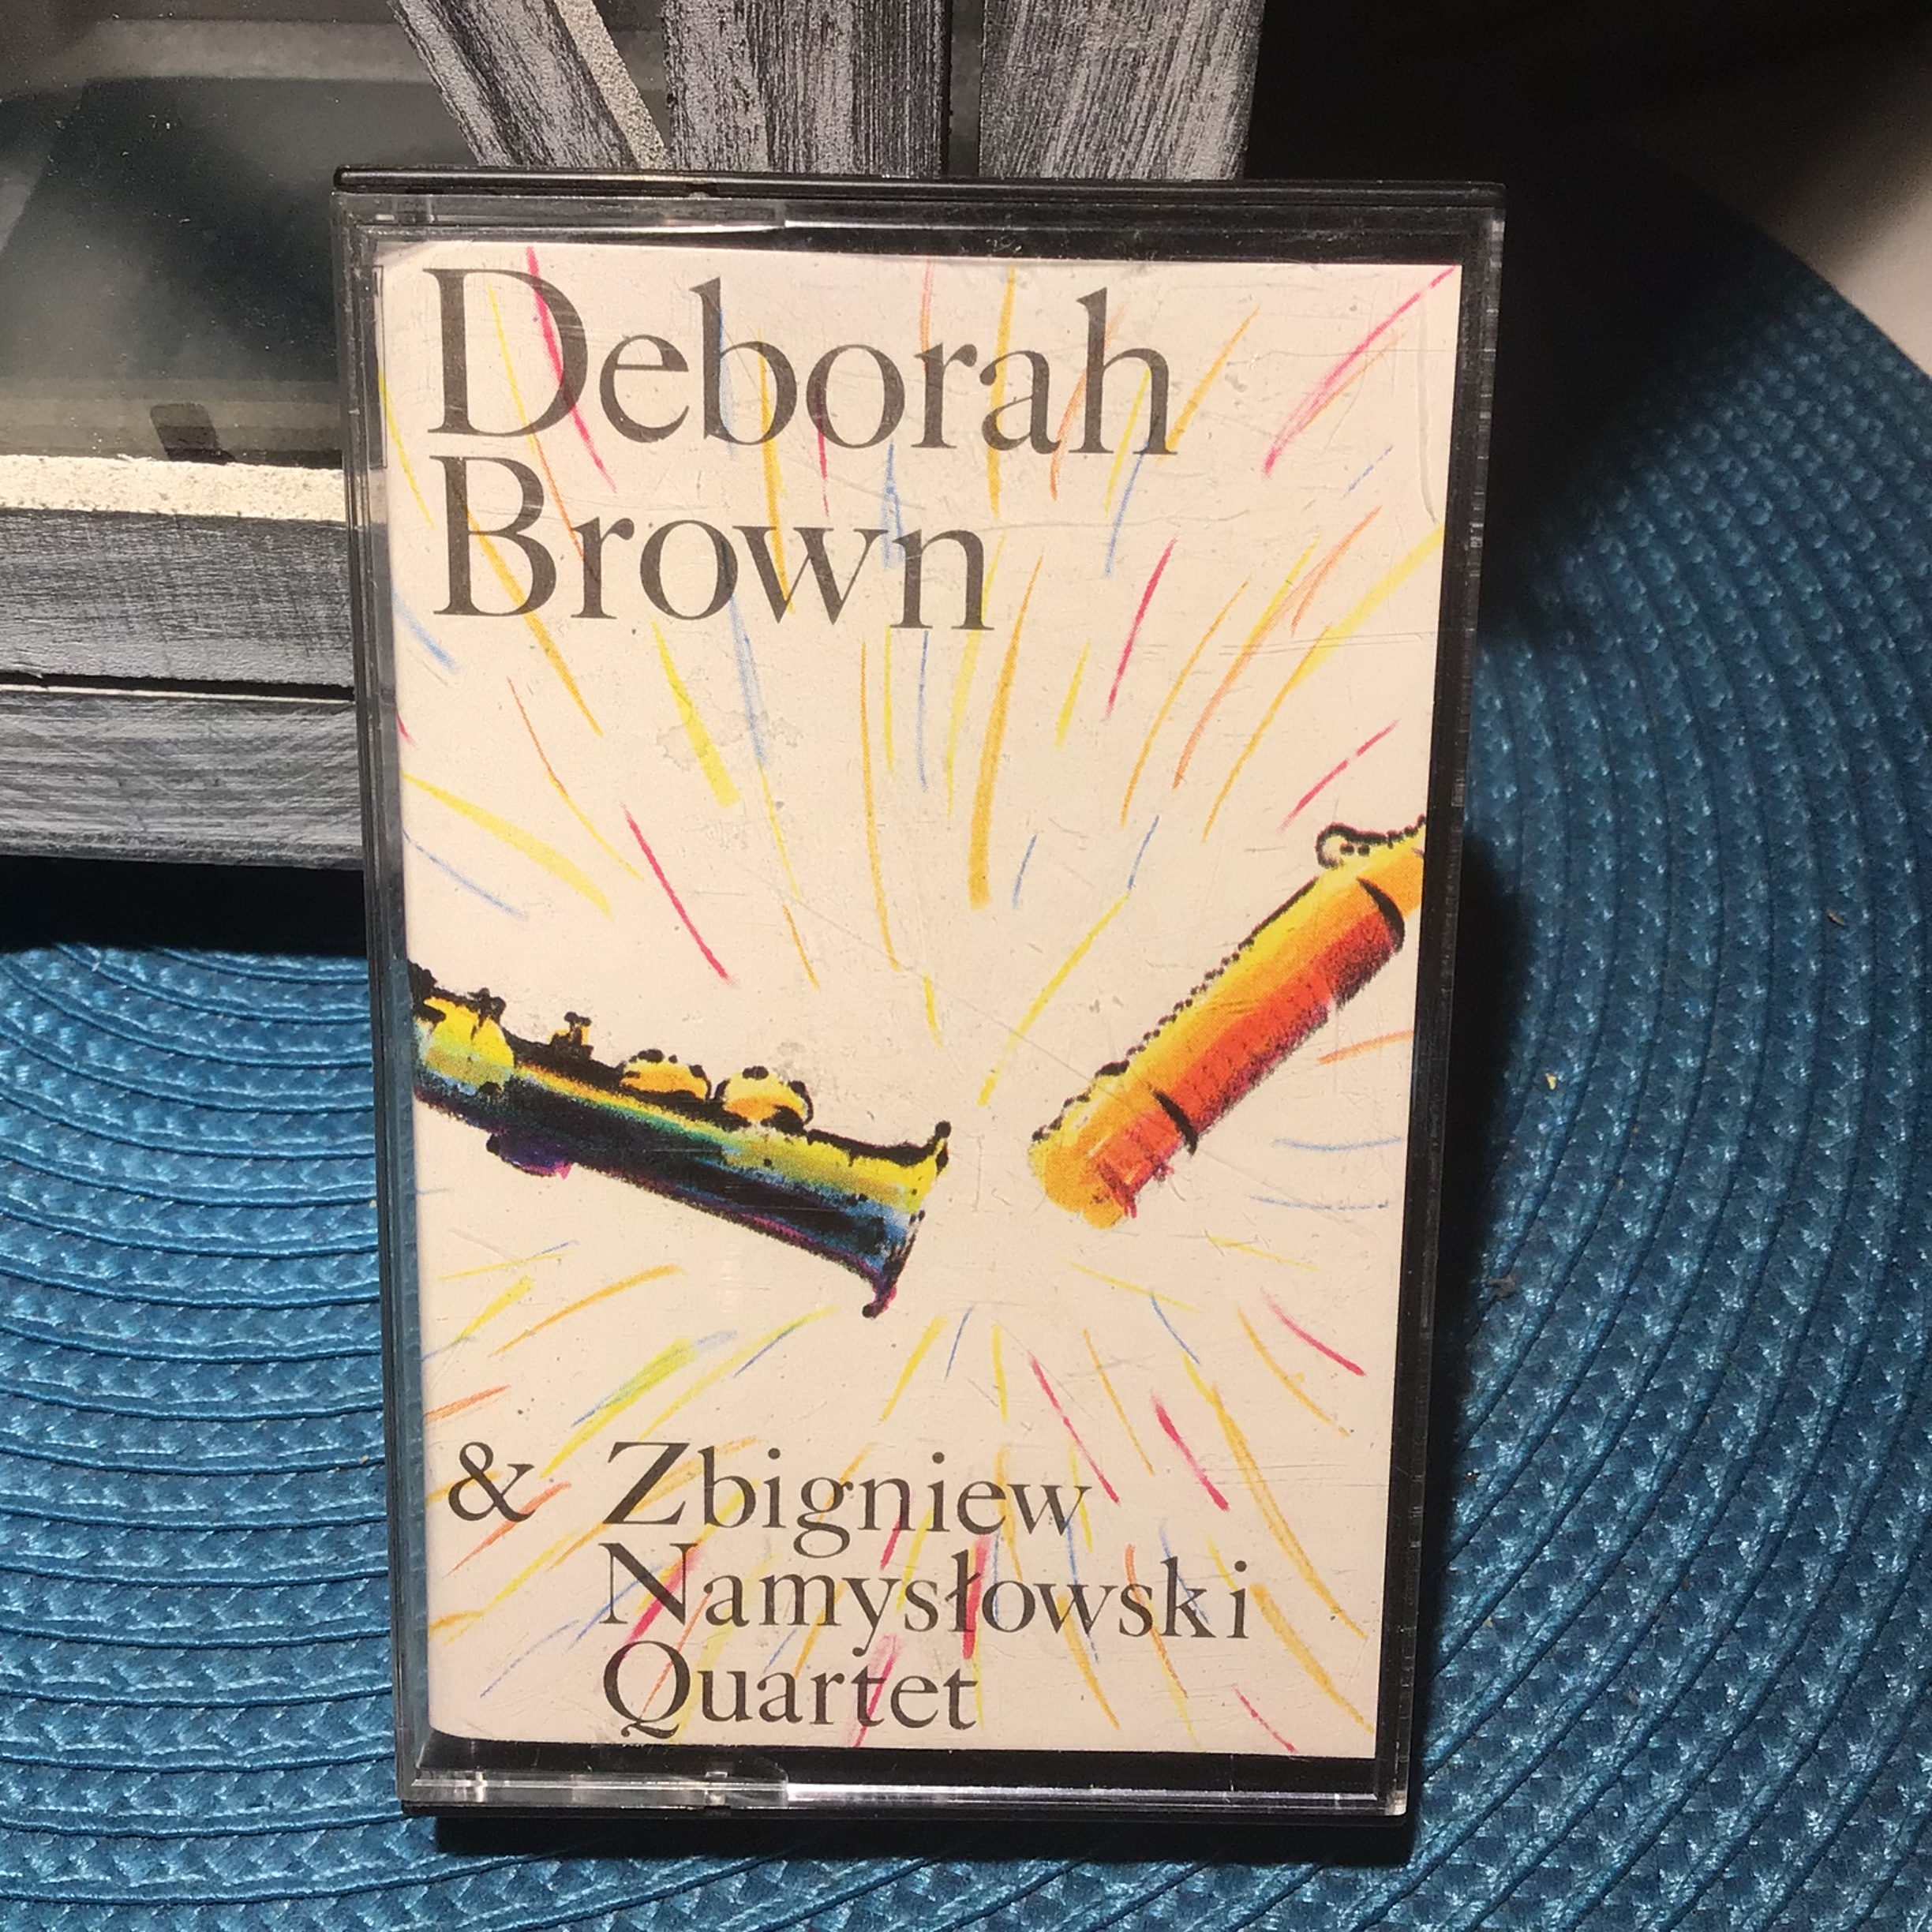 Deborah
Brown
& Zbigniew
Namysłowski
Quartet